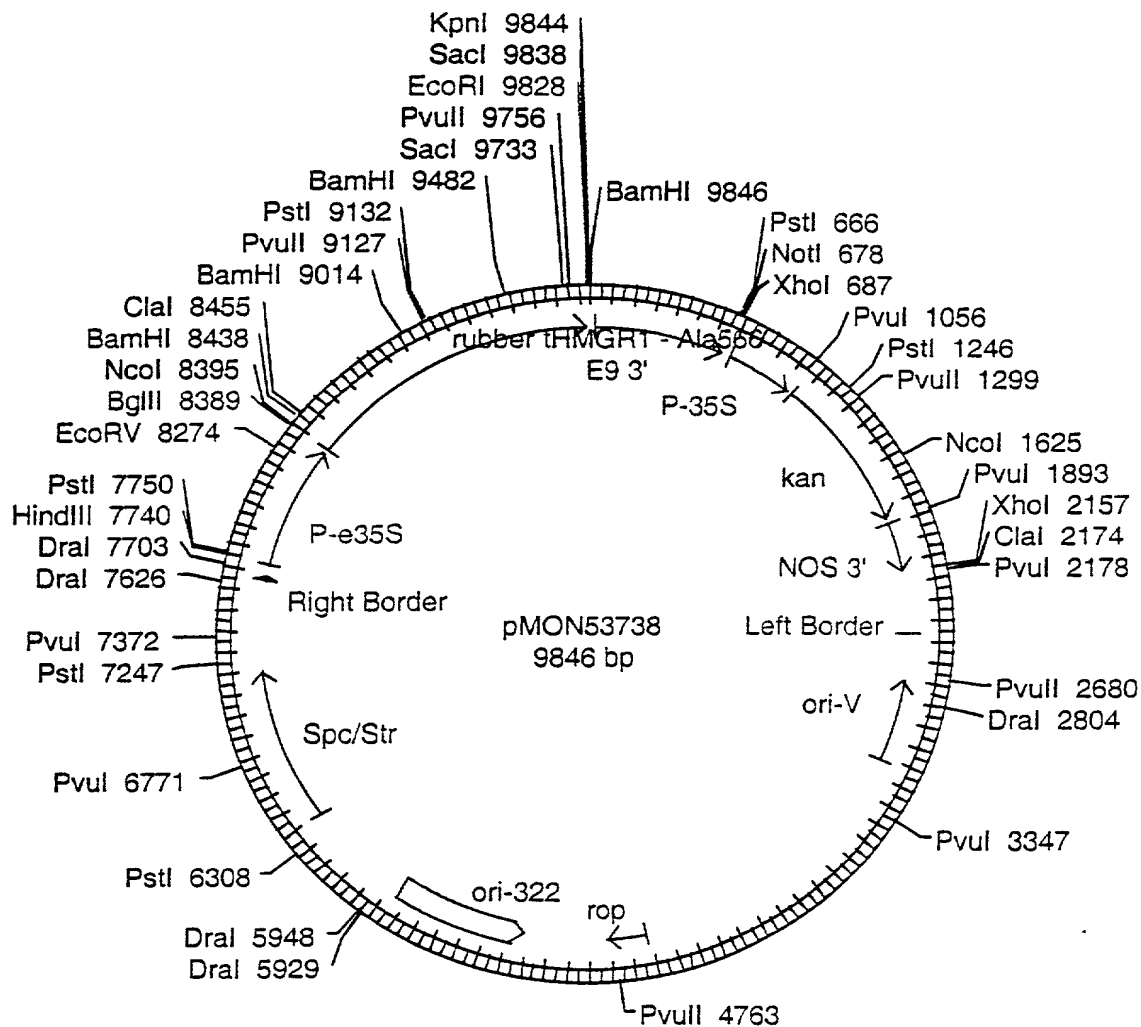 KpnI 9844
SacI 9838
EcoRI 9828
PvuII 9756
SacI 9733
BamHI 9482
PstI 9132
PvuII 9127
BamHI 9014
ClaI 8455
BamHI 8438
NcoI 8395
BglII 8389
EcoRV 8274
PstI 7750
HindIII 7740
DraI 7703
DraI 7626
PvuI 7372
PstI 7247
PvuI 6771
PstI 6308
DraI 5948
DraI 5929
BamHI 9846
PstI 666
NotI 678
XhoI 687
PvuI 1056
PstI 1246
PvuII 1299
NcoI 1625
PvuI 1893
XhoI 2157
ClaI 2174
PvuI 2178
PvuII 2680
DraI 2804
PvuI 3347
PvuII 4763
rubber tHMGR1 - Ala566
E9 3'
P-35S
kan
NOS 3'
Left Border
ori-V
rop
ori-322
Spc/Str
Right Border
P-e35S
pMON53738
9846 bp